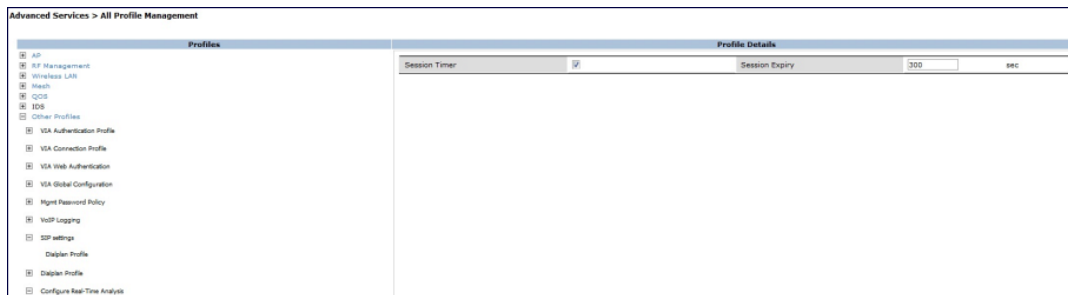 Advanced Services > All Profile Management
Profiles
AP
RF Management
Wireless LAN
Mesh
QOS
IDS
Other Profiles
VIA Authentication Profile
VIA Connection Profile
VIA Web Authentication
VIA Global Configuration
Mgmt Password Policy
VoIP Logging
SIP settings
Dialplan Profile
Dialplan Profile
Configure Real-Time Analysis
Profile Details
Session Timer Session Expiry 300 sec